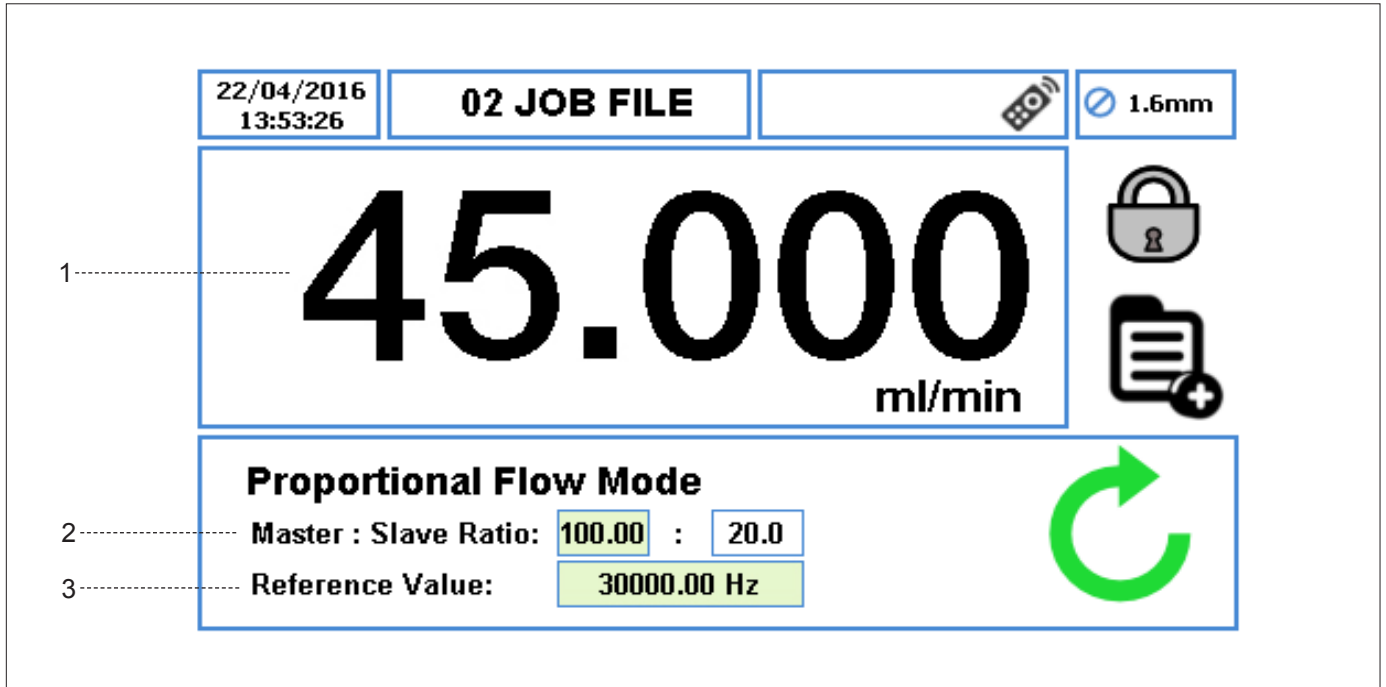 22/04/2016
13:53:26
02 JOB FILE
1.6mm
1
45.000
ml/min
Proportional Flow Mode
2
Master : Slave Ratio: 100.00 : 20.0
3
Reference Value: 30000.00 Hz